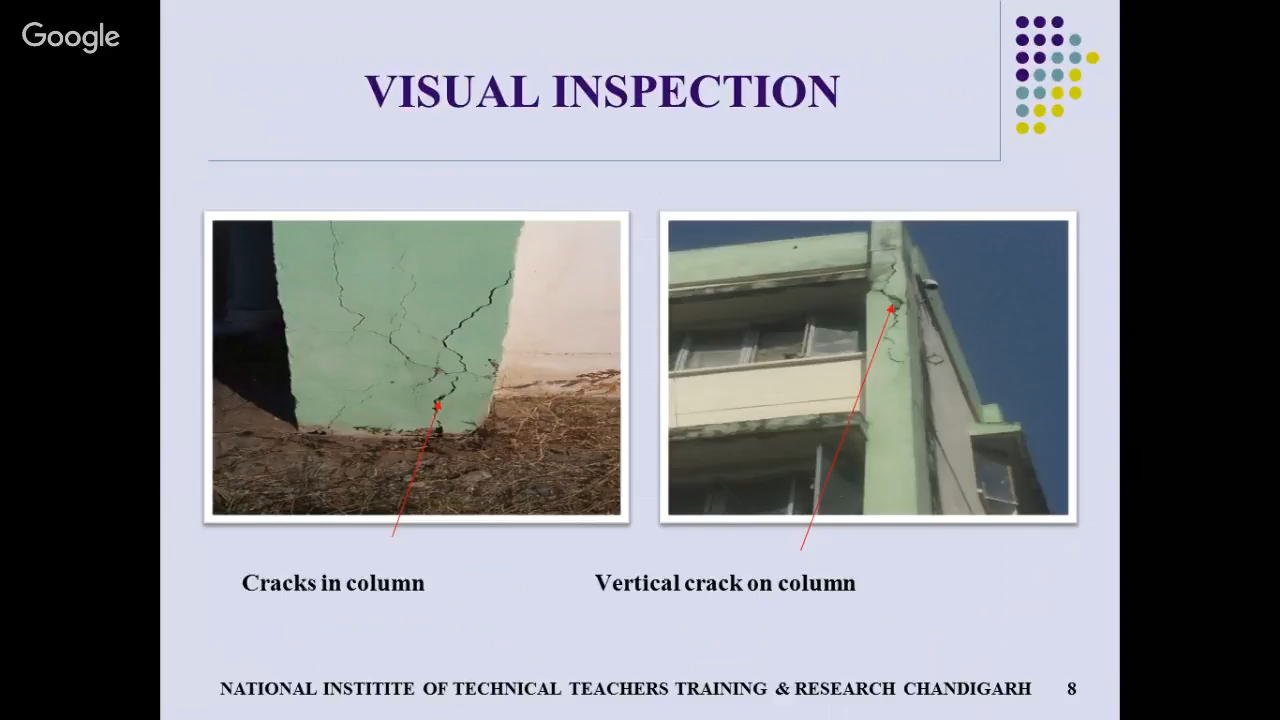 Google
VISUAL INSPECTION
Cracks in column
Vertical crack on column
NATIONAL INSTITITE OF TECHNICAL TEACHERS TRAINING & RESEARCH CHANDIGARH 8